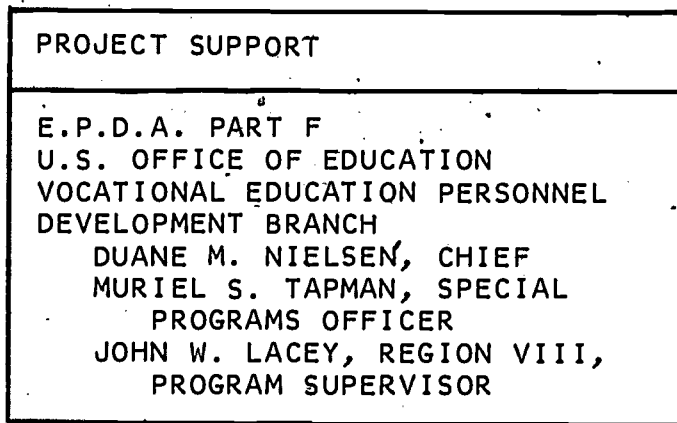 PROJECT SUPPORT
E.P.D.A. PART F
U.S. OFFICE OF EDUCATION
VOCATIONAL EDUCATION PERSONNEL
DEVELOPMENT BRANCH
DUANE M. NIELSEN, CHIEF
MURIEL S. TAPMAN, SPECIAL
PROGRAMS OFFICER
JOHN W. LACEY, REGION VIII,
PROGRAM SUPERVISOR